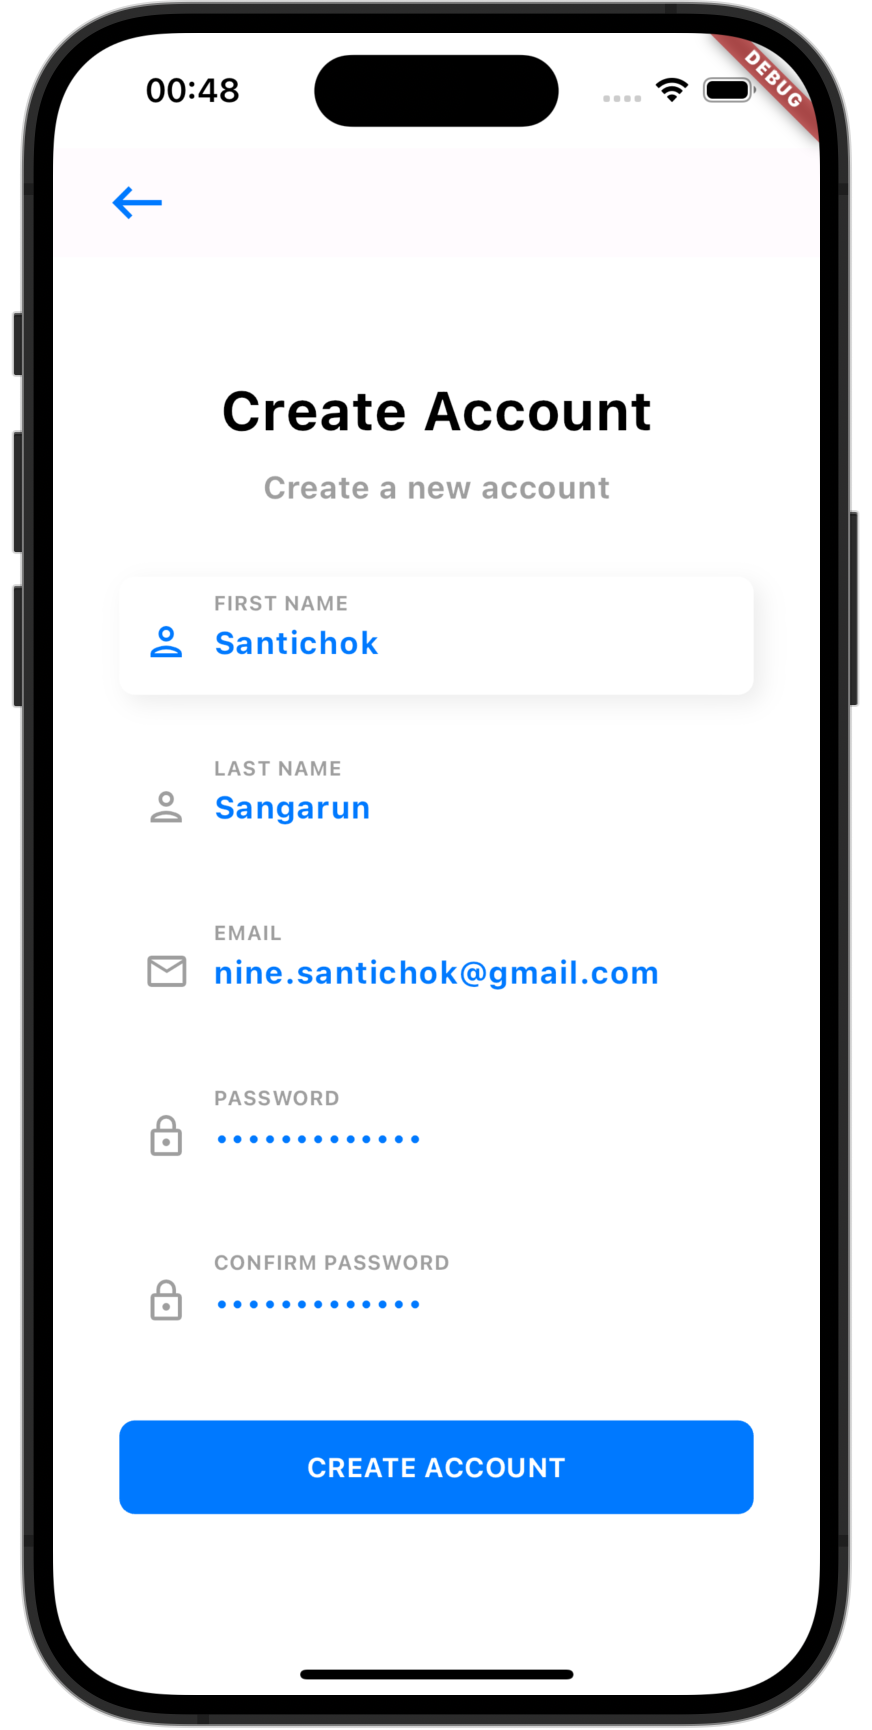 00:48
DEBUG
Create Account
Create a new account
FIRST NAME
Santichok
LAST NAME
Sangarun
EMAIL
nine.santichok@gmail.com
PASSWORD
•••••••••••••
CONFIRM PASSWORD
•••••••••••••
CREATE ACCOUNT